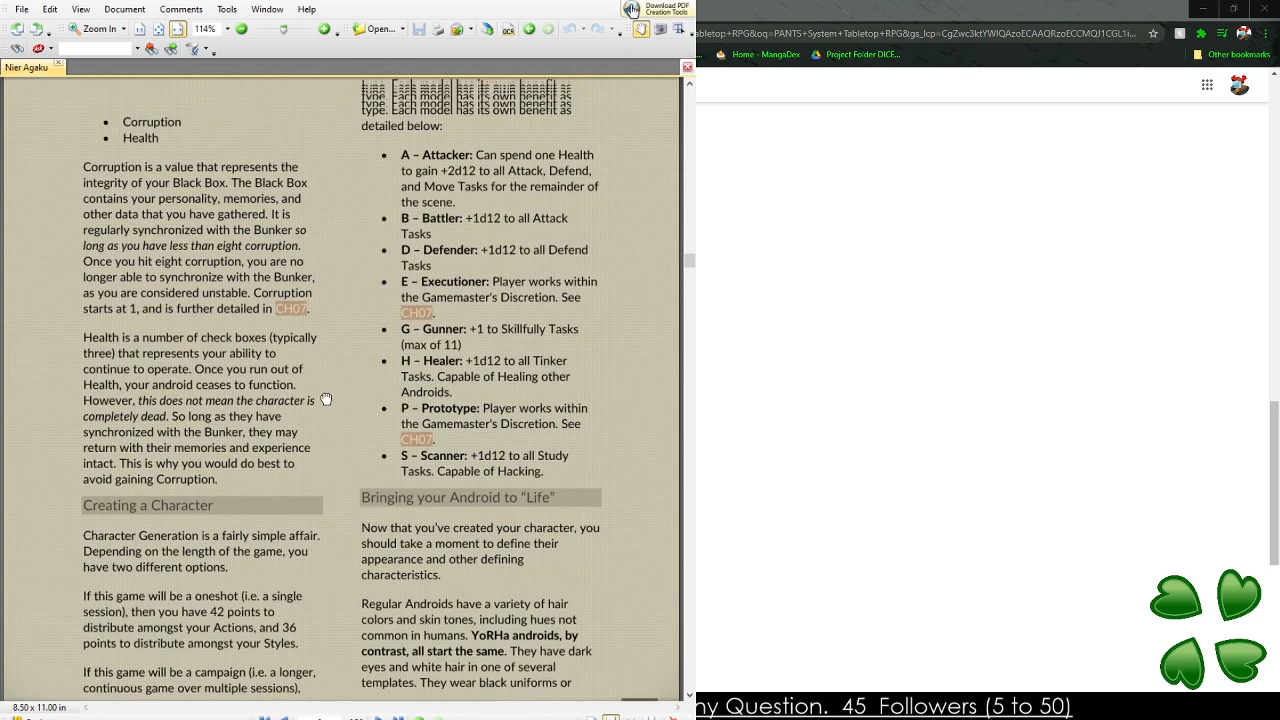 File Edit View Comments Tools Window Help
Download PDF
Creation Tools
Zoom In
114%
Open...
OCR
Nier Agaku
• Corruption
• Health
Corruption is a value that represents the
integrity of your Black Box. The Black Box
contains your personality, memories, and
other data that you have gathered. It is
regularly synchronized with the Bunker so
long as you have less than eight corruption.
Once you hit eight corruption, you are no
longer able to synchronize with the Bunker,
as you are considered unstable. Corruption
starts at 1, and is further detailed in CH07.
Health is a number of check boxes (typically
three) that represents your ability to
continue to operate. Once you run out of
Health, your android ceases to function.
However, this does not mean the character is
completely dead. So long as they have
synchronized with the Bunker, they may
return with their memories and experience
intact. This is why you would do best to
avoid gaining Corruption.
Creating a Character
Character Generation is a fairly simple affair.
Depending on the length of the game, you
have two different options.
If this game will be a oneshot (i.e. a single
session), then you have 42 points to
distribute amongst your Actions, and 36
points to distribute amongst your Styles.
If this game will be a campaign (i.e. a longer,
continuous game over multiple sessions),
type. Each model has its own benefit as
detailed below:
• A – Attacker: Can spend one Health
to gain +2d12 to all Attack, Defend,
and Move Tasks for the remainder of
the scene.
• B – Battler: +1d12 to all Attack
Tasks
• D – Defender: +1d12 to all Defend
Tasks
• E – Executioner: Player works within
the Gamemaster's Discretion. See
CH07.
• G – Gunner: +1 to Skillfully Tasks
(max of 11)
• H – Healer: +1d12 to all Tinker
Tasks. Capable of Healing other
Androids.
• P – Prototype: Player works within
the Gamemaster's Discretion. See
CH07.
• S – Scanner: +1d12 to all Study
Tasks. Capable of Hacking.
Bringing your Android to “Life”
Now that you’ve created your character, you
should take a moment to define their
appearance and other defining
characteristics.
Regular Androids have a variety of hair
colors and skin tones, including hues not
common in humans. YoRHa androids, by
contrast, all start the same. They have dark
eyes and white hair in one of several
templates. They wear black uniforms or
8.50 x 11.00 in
Home - MangaDex Project Folder DICE... Other bookmarks
ny Question. 45 Followers (5 to 50)